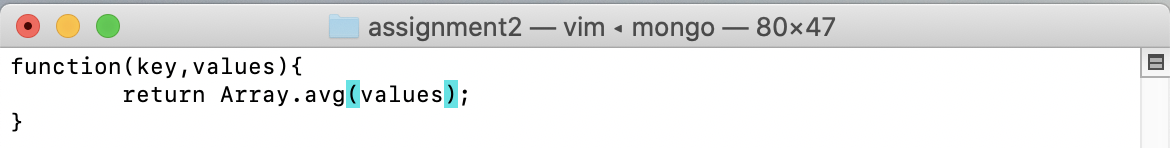 assignment2 — vim ◂ mongo — 80×47
function(key,values){
        return Array.avg(values);
}